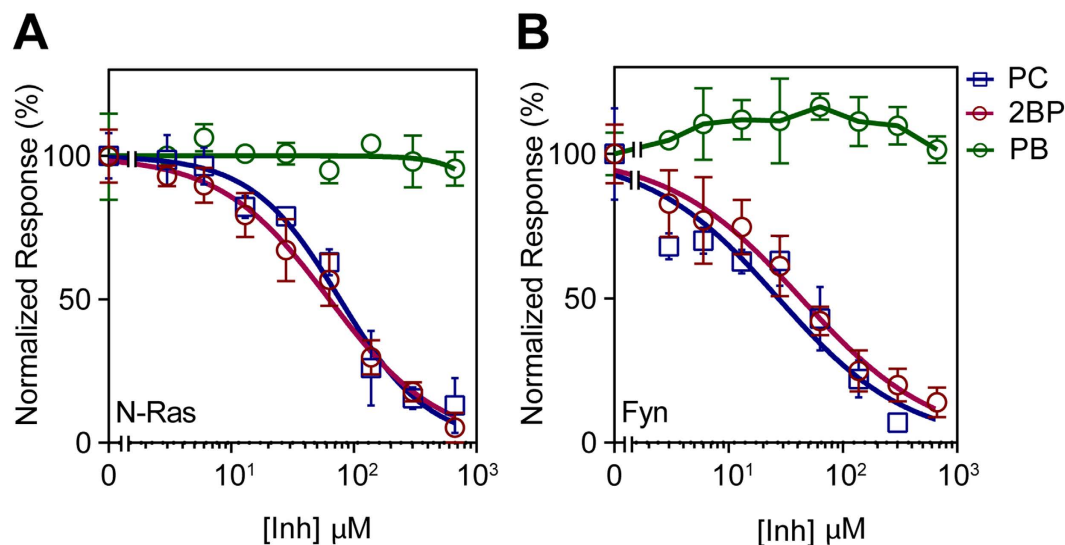 A
B
Normalized Response (%)
100
50
0
N-Ras
0
10¹
10²
10³
[Inh] µM
Normalized Response (%)
100
50
0
Fyn
0
10¹
10²
10³
[Inh] µM
PC
2BP
PB